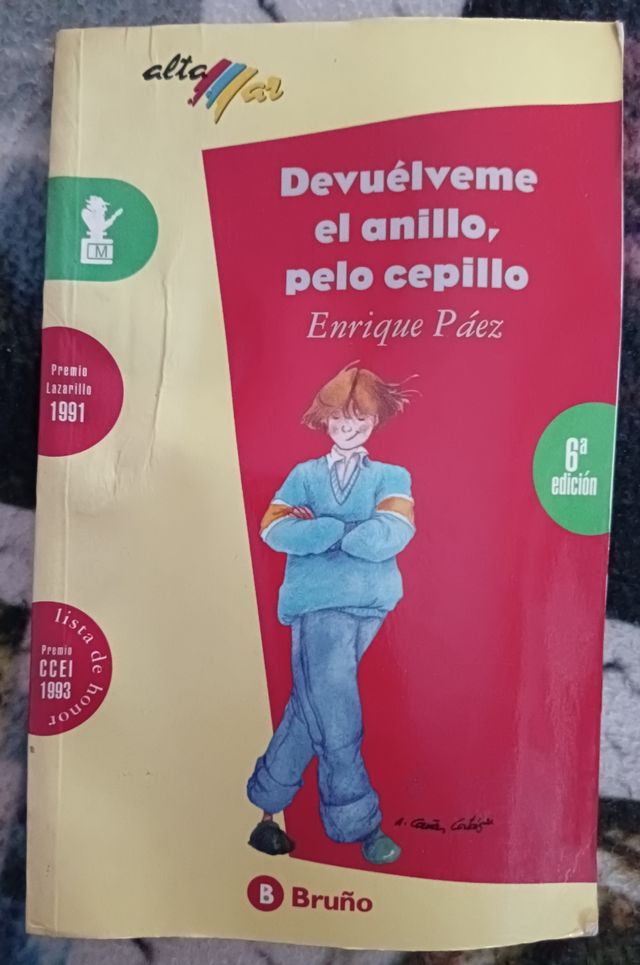 alta
mar
Devuélveme
el anillo,
pelo cepillo
Enrique Páez
M
Premio
Lazarillo
1991
6ª
edición
lista de honor
Premio
CCEI
1993
B Bruño